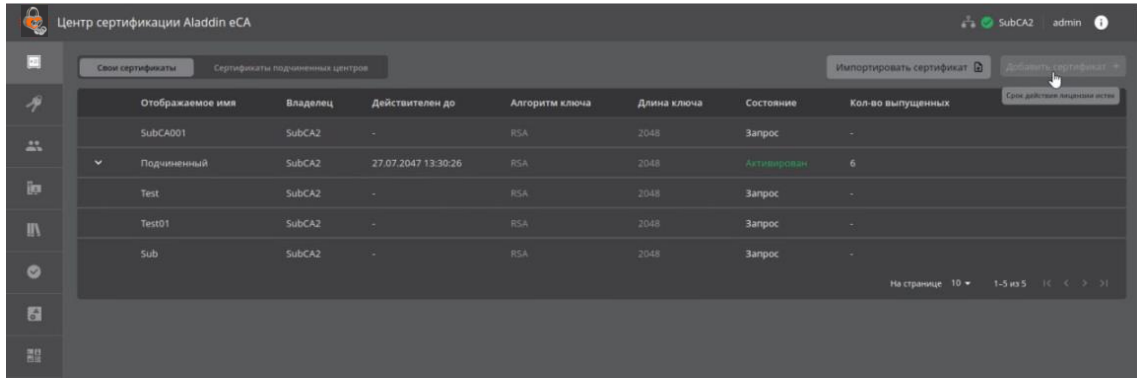 Центр сертификации Aladdin eCA SubCA2 admin
Свои сертификаты Сертификаты подчиненных центров Импортировать сертификат Добавить сертификат +
Срок действия лицензии истек
Отображаемое имя Владелец Действителен до Алгоритм ключа Длина ключа Состояние Кол-во выпущенных
SubCA001 SubCA2 - RSA 2048 Запрос -
Подчиненный SubCA2 27.07.2047 13:30:26 RSA 2048 Активирован 6
Test SubCA2 - RSA 2048 Запрос -
Test01 SubCA2 - RSA 2048 Запрос -
Sub SubCA2 - RSA 2048 Запрос -
На странице 10 1–5 из 5